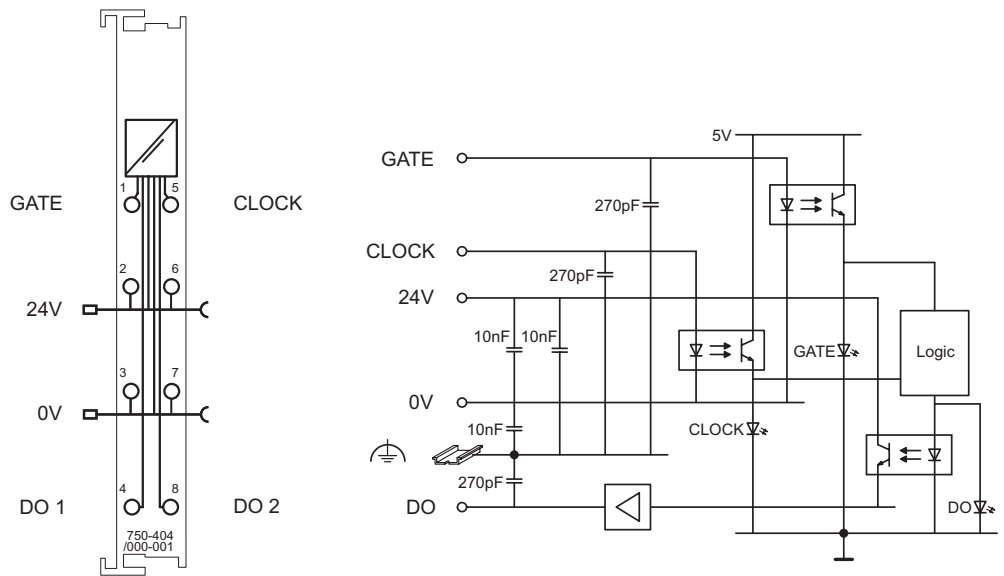 1
5
GATE
CLOCK
2
6
24V
3
7
0V
4
8
DO 1
DO 2
750-404
/000-001
5V
GATE
270pF
CLOCK
270pF
24V
10nF
10nF
GATE
Logic
0V
10nF
CLOCK
270pF
DO
DO